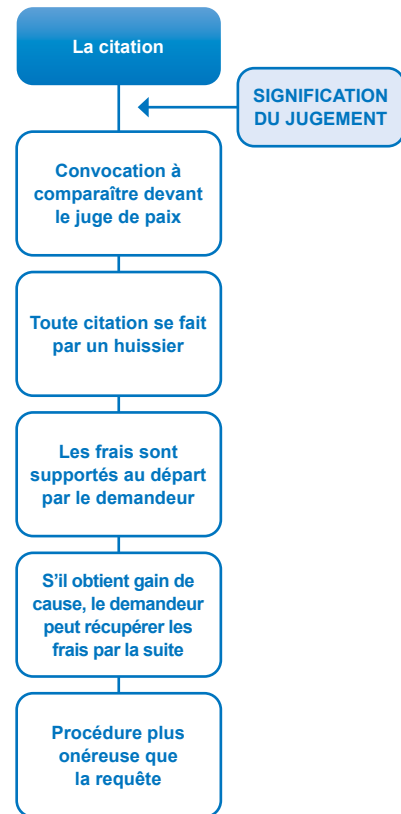 La citation
SIGNIFICATION
DU JUGEMENT
Convocation à
comparaître devant
le juge de paix
Toute citation se fait
par un huissier
Les frais sont
supportés au départ
par le demandeur
S'il obtient gain de
cause, le demandeur
peut récupérer les
frais par la suite
Procédure plus
onéreuse que
la requête